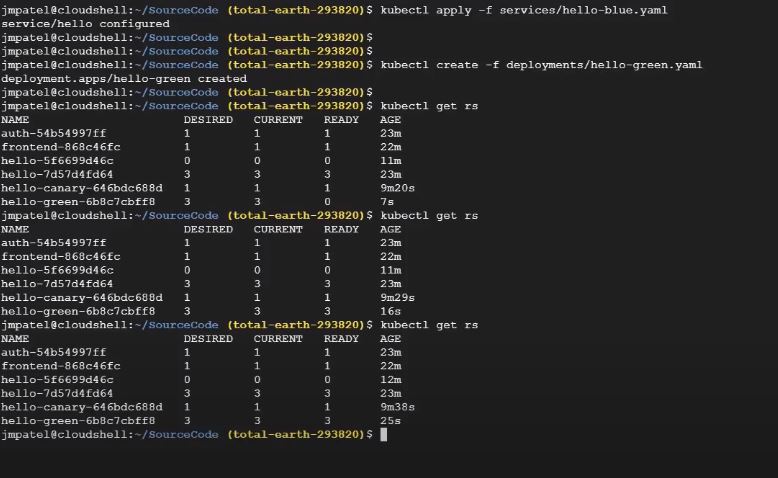 jmpatel@cloudshell:~/SourceCode (total-earth-293820)$ kubectl apply -f services/hello-blue.yaml
service/hello configured
jmpatel@cloudshell:~/SourceCode (total-earth-293820)$
jmpatel@cloudshell:~/SourceCode (total-earth-293820)$
jmpatel@cloudshell:~/SourceCode (total-earth-293820)$ kubectl create -f deployments/hello-green.yaml
deployment.apps/hello-green created
jmpatel@cloudshell:~/SourceCode (total-earth-293820)$
jmpatel@cloudshell:~/SourceCode (total-earth-293820)$ kubectl get rs
NAME DESIRED CURRENT READY AGE
auth-54b54997ff 1 1 1 23m
frontend-868c46fc 1 1 1 22m
hello-5f6699d46c 0 0 0 11m
hello-7d57d4fd64 3 3 3 23m
hello-canary-646bdc688d 1 1 1 9m20s
hello-green-6b8c7cbff8 3 3 0 7s
jmpatel@cloudshell:~/SourceCode (total-earth-293820)$ kubectl get rs
NAME DESIRED CURRENT READY AGE
auth-54b54997ff 1 1 1 23m
frontend-868c46fc 1 1 1 22m
hello-5f6699d46c 0 0 0 11m
hello-7d57d4fd64 3 3 3 23m
hello-canary-646bdc688d 1 1 1 9m29s
hello-green-6b8c7cbff8 3 3 3 16s
jmpatel@cloudshell:~/SourceCode (total-earth-293820)$ kubectl get rs
NAME DESIRED CURRENT READY AGE
auth-54b54997ff 1 1 1 23m
frontend-868c46fc 1 1 1 22m
hello-5f6699d46c 0 0 0 12m
hello-7d57d4fd64 3 3 3 23m
hello-canary-646bdc688d 1 1 1 9m38s
hello-green-6b8c7cbff8 3 3 3 25s
jmpatel@cloudshell:~/SourceCode (total-earth-293820)$